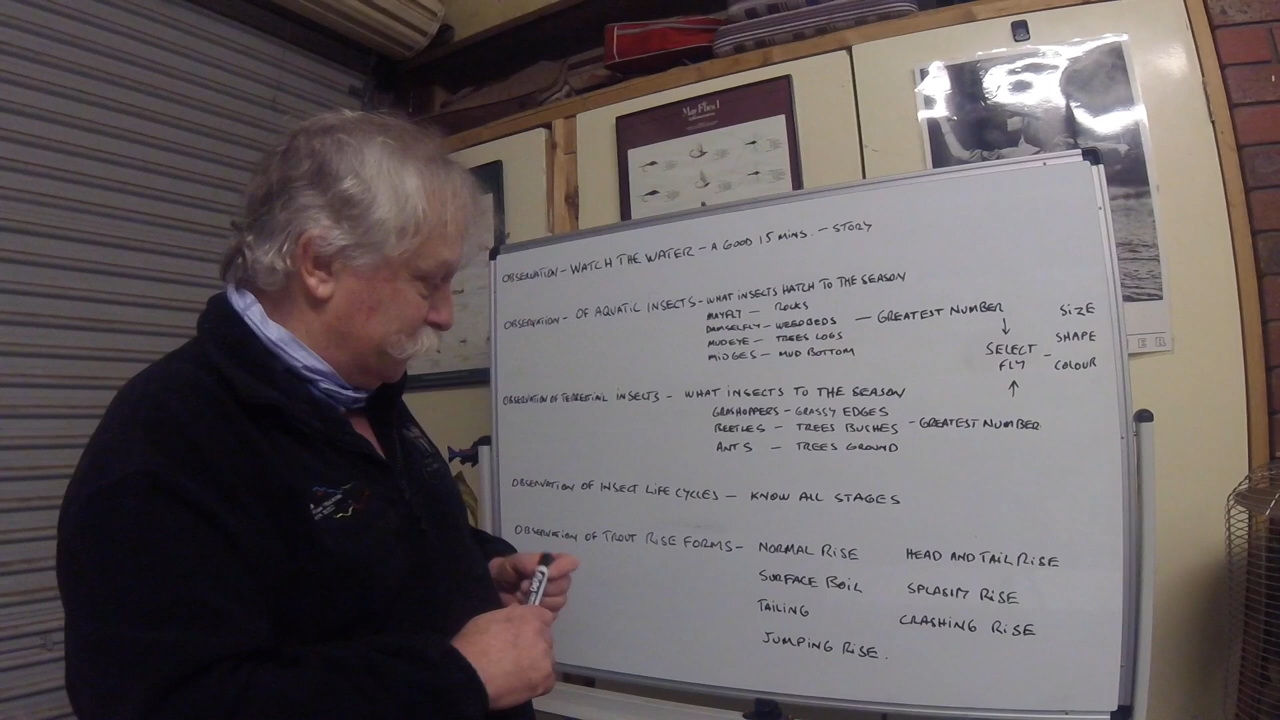 May Flies I
OBSERVATION - WATCH THE WATER - A GOOD 15 MINS. - STORY
OBSERVATION - OF AQUATIC INSECTS - WHAT INSECTS HATCH TO THE SEASON
MAYFLY - ROCKS
DAMSELFLY - WEEDBEDS - GREATEST NUMBER
MUDEYE - TREES LOGS
MIDGES - MUD BOTTOM
SELECT FLY - SIZE SHAPE COLOUR
OBSERVATION OF TERRETIAL INSECTS - WHAT INSECTS TO THE SEASON
GRASHOPPERS - GRASSY EDGES
BEETLES - TREES BUSHES - GREATEST NUMBER
ANTS - TREES GROUND
OBSERVATION OF INSECT LIFE CYCLES - KNOW ALL STAGES
OBSERVATION OF TROUT RISE FORMS - NORMAL RISE HEAD AND TAIL RISE
SURFACE BOIL SPLASHY RISE
TAILING CRASHING RISE
JUMPING RISE.